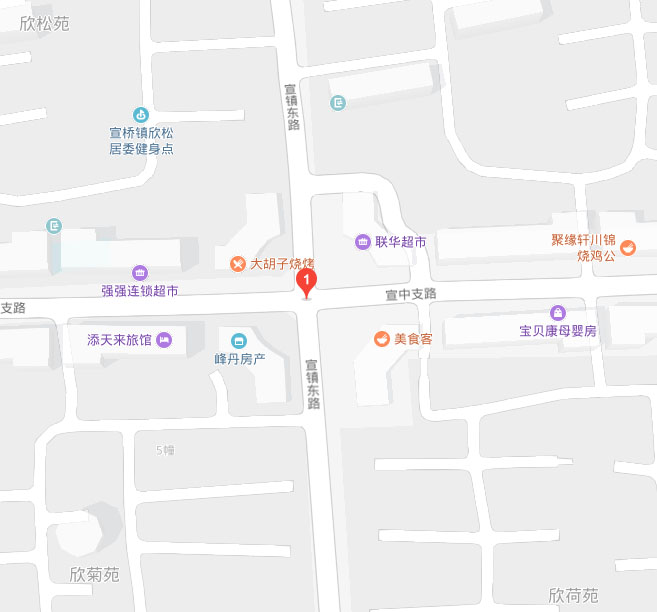 欣松苑
欣荷苑
宣镇东路
宣桥镇欣松
居委健身点
联华超市
聚缘轩川锦
烧鸡公
大胡子烧烤
强强连锁超市
1
宣中支路
支路
宝贝康母婴房
添天来旅馆
美食客
峰丹房产
宣镇东路
5幢
欣菊苑
欣荷苑